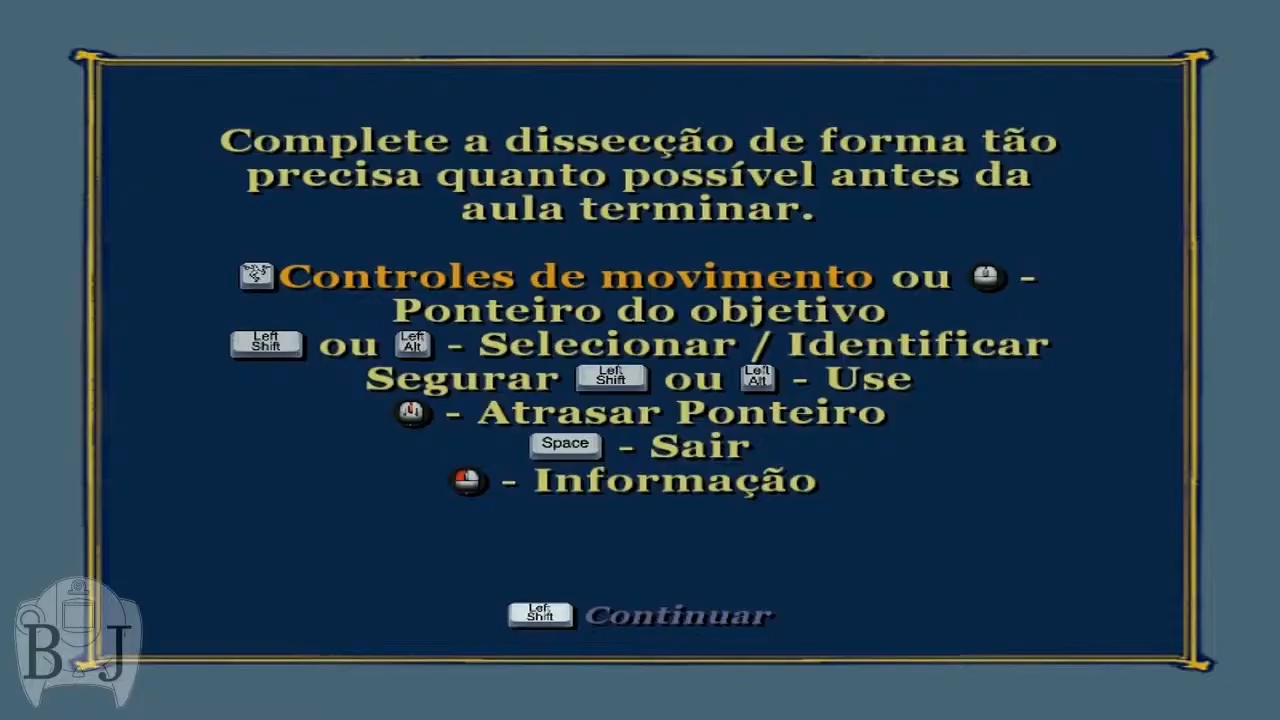 Complete a dissecção de forma tão
precisa quanto possível antes da
aula terminar.
Controles de movimento ou -
Ponteiro do objetivo
Left Shift ou Left Alt - Selecionar / Identificar
Segurar Left Shift ou Left Alt - Use
- Atrasar Ponteiro
Space - Sair
- Informação
Left Shift Continuar
B J